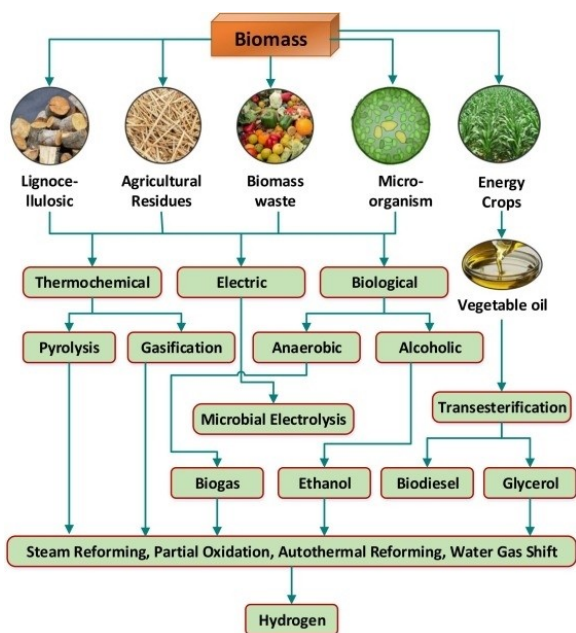 Biomass
Lignoce-
llulosic
Agricultural
Residues
Biomass
waste
Micro-
organism
Energy
Crops
Thermochemical
Electric
Biological
Vegetable oil
Pyrolysis
Gasification
Anaerobic
Alcoholic
Microbial Electrolysis
Transesterification
Biogas
Ethanol
Biodiesel
Glycerol
Steam Reforming, Partial Oxidation, Autothermal Reforming, Water Gas Shift
Hydrogen